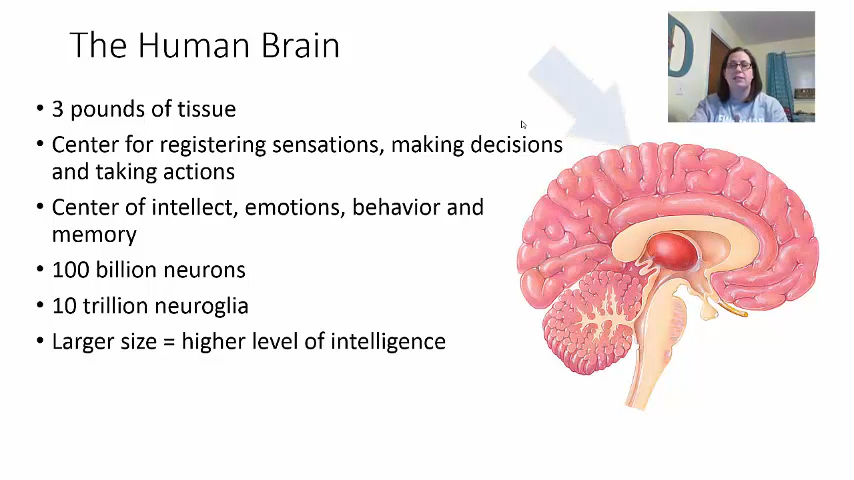 The Human Brain
• 3 pounds of tissue
• Center for registering sensations, making decisions
and taking actions
• Center of intellect, emotions, behavior and
memory
• 100 billion neurons
• 10 trillion neuroglia
• Larger size = higher level of intelligence
D